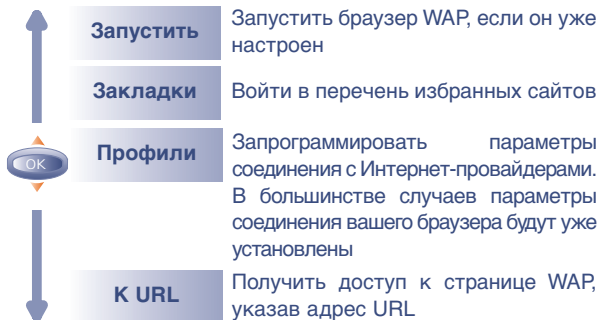 Запустить
Запустить браузер WAP, если он уже
настроен
Закладки
Войти в перечень избранных сайтов
OK
Профили
Запрограммировать параметры
соединения с Интернет-провайдерами.
В большинстве случаев параметры
соединения вашего браузера будут уже
установлены
К URL
Получить доступ к странице WAP,
указав адрес URL